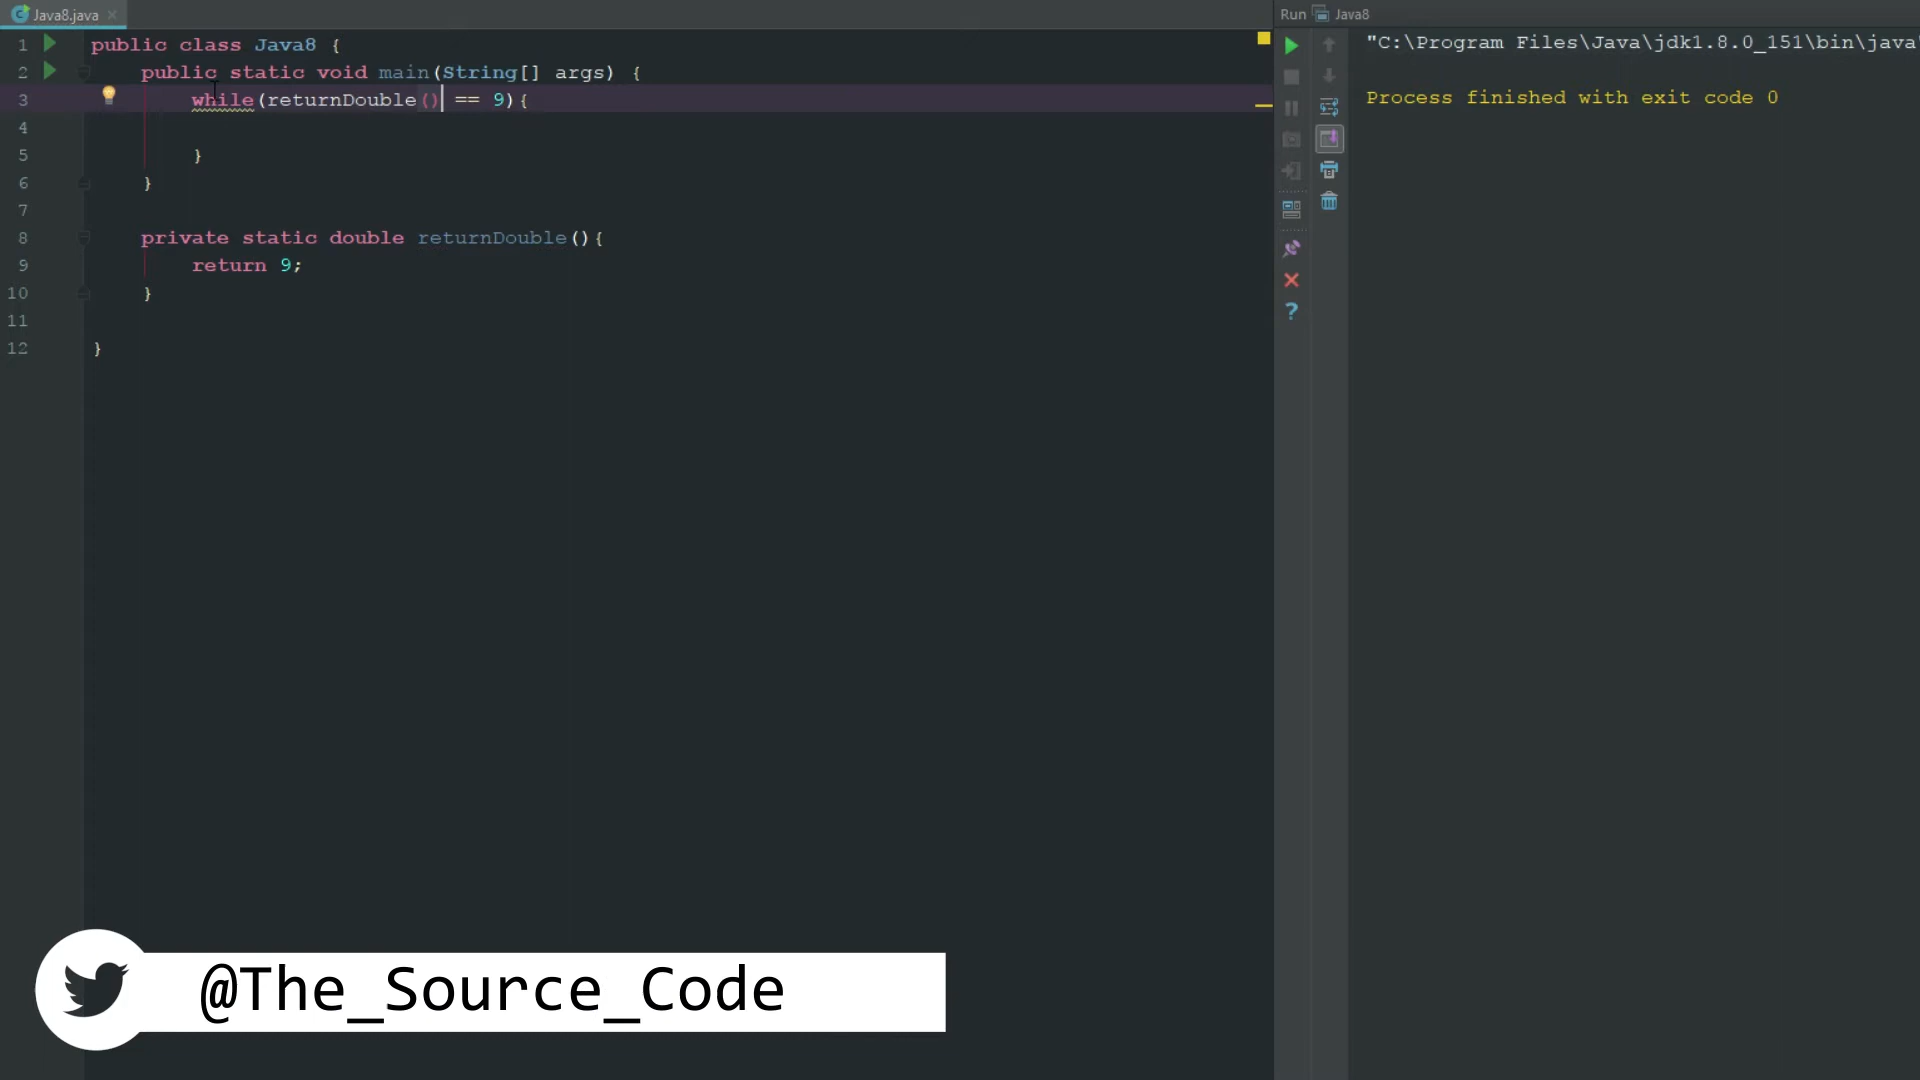 Java8.java
Run Java8
1 public class Java8 {
2 public static void main(String[] args) {
3 while(returnDouble() == 9){
4
5 }
6 }
7
8 private static double returnDouble(){
9 return 9;
10 }
11
12 }
"C:\Program Files\Java\jdk1.8.0_151\bin\java
Process finished with exit code 0
@The_Source_Code